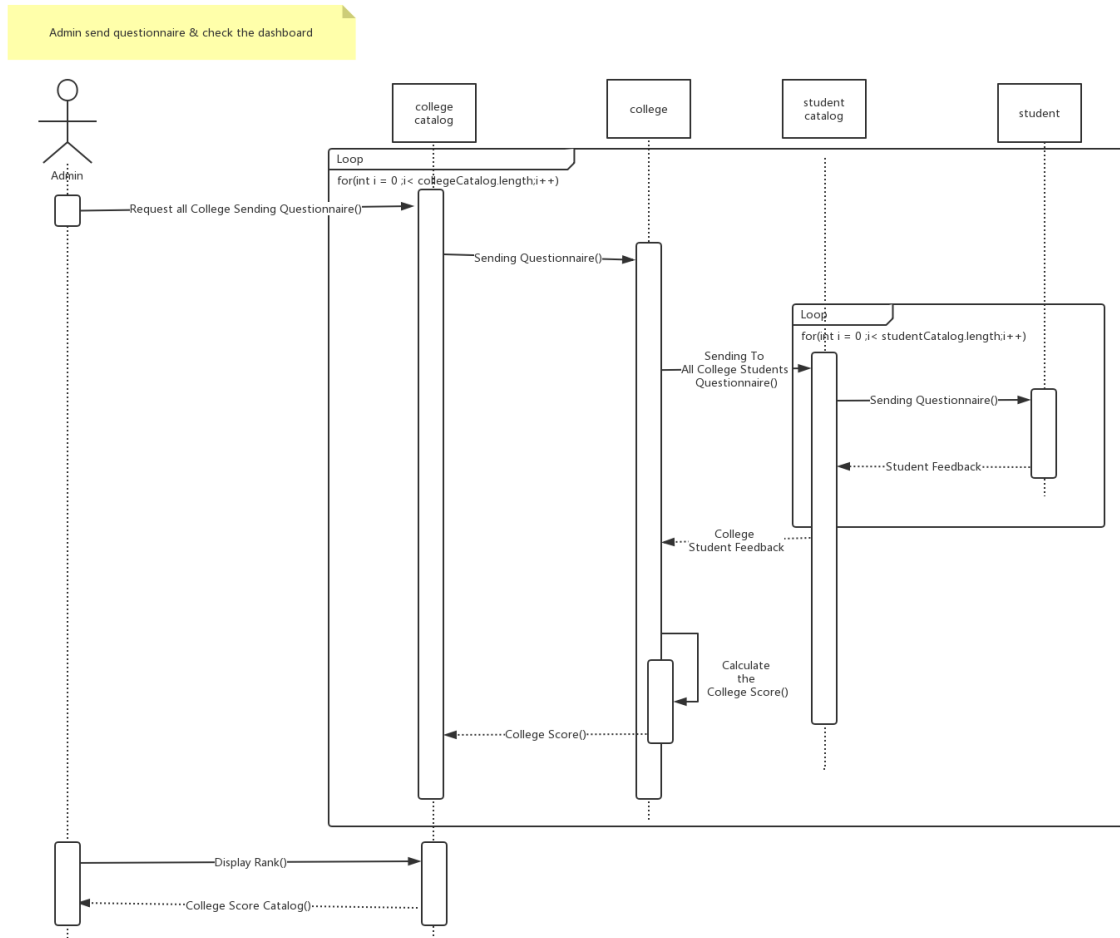 Admin send questionnaire & check the dashboard
college
catalog
college
student
catalog
student
Admin
Loop
for(int i = 0 ;i< collegeCatalog.length;i++)
Request all College Sending Questionnaire()
Sending Questionnaire()
Loop
for(int i = 0 ;i< studentCatalog.length;i++)
Sending To
All College Students
Questionnaire()
Sending Questionnaire()
Student Feedback
College
Student Feedback
Calculate
the
College Score()
College Score()
Display Rank()
College Score Catalog()